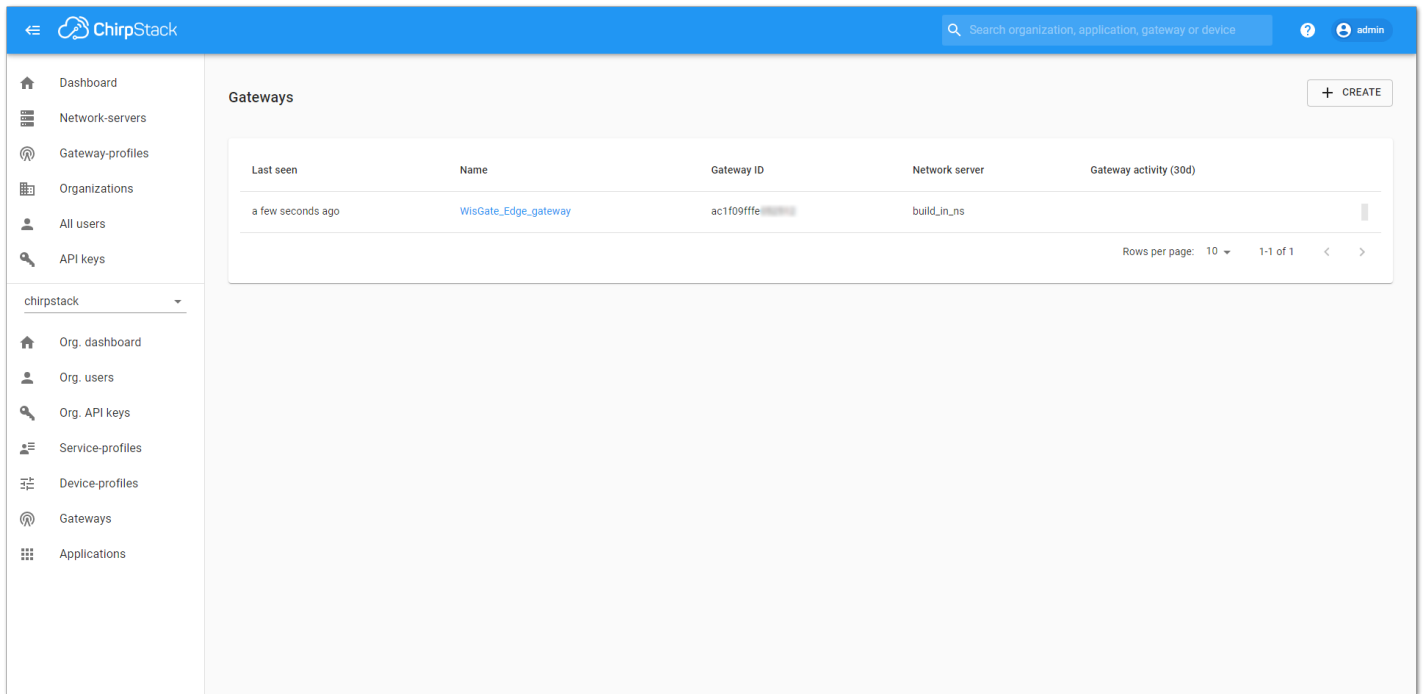 ChirpStack
Search organization, application, gateway or device
? admin
Dashboard
Network-servers
Gateway-profiles
Organizations
All users
API keys
chirpstack
Org. dashboard
Org. users
Org. API keys
Service-profiles
Device-profiles
Gateways
Applications
Gateways
+ CREATE
Last seen Name Gateway ID Network server Gateway activity (30d)
a few seconds ago WisGate_Edge_gateway ac1f09fffe build_in_ns
Rows per page: 10 1-1 of 1 < >